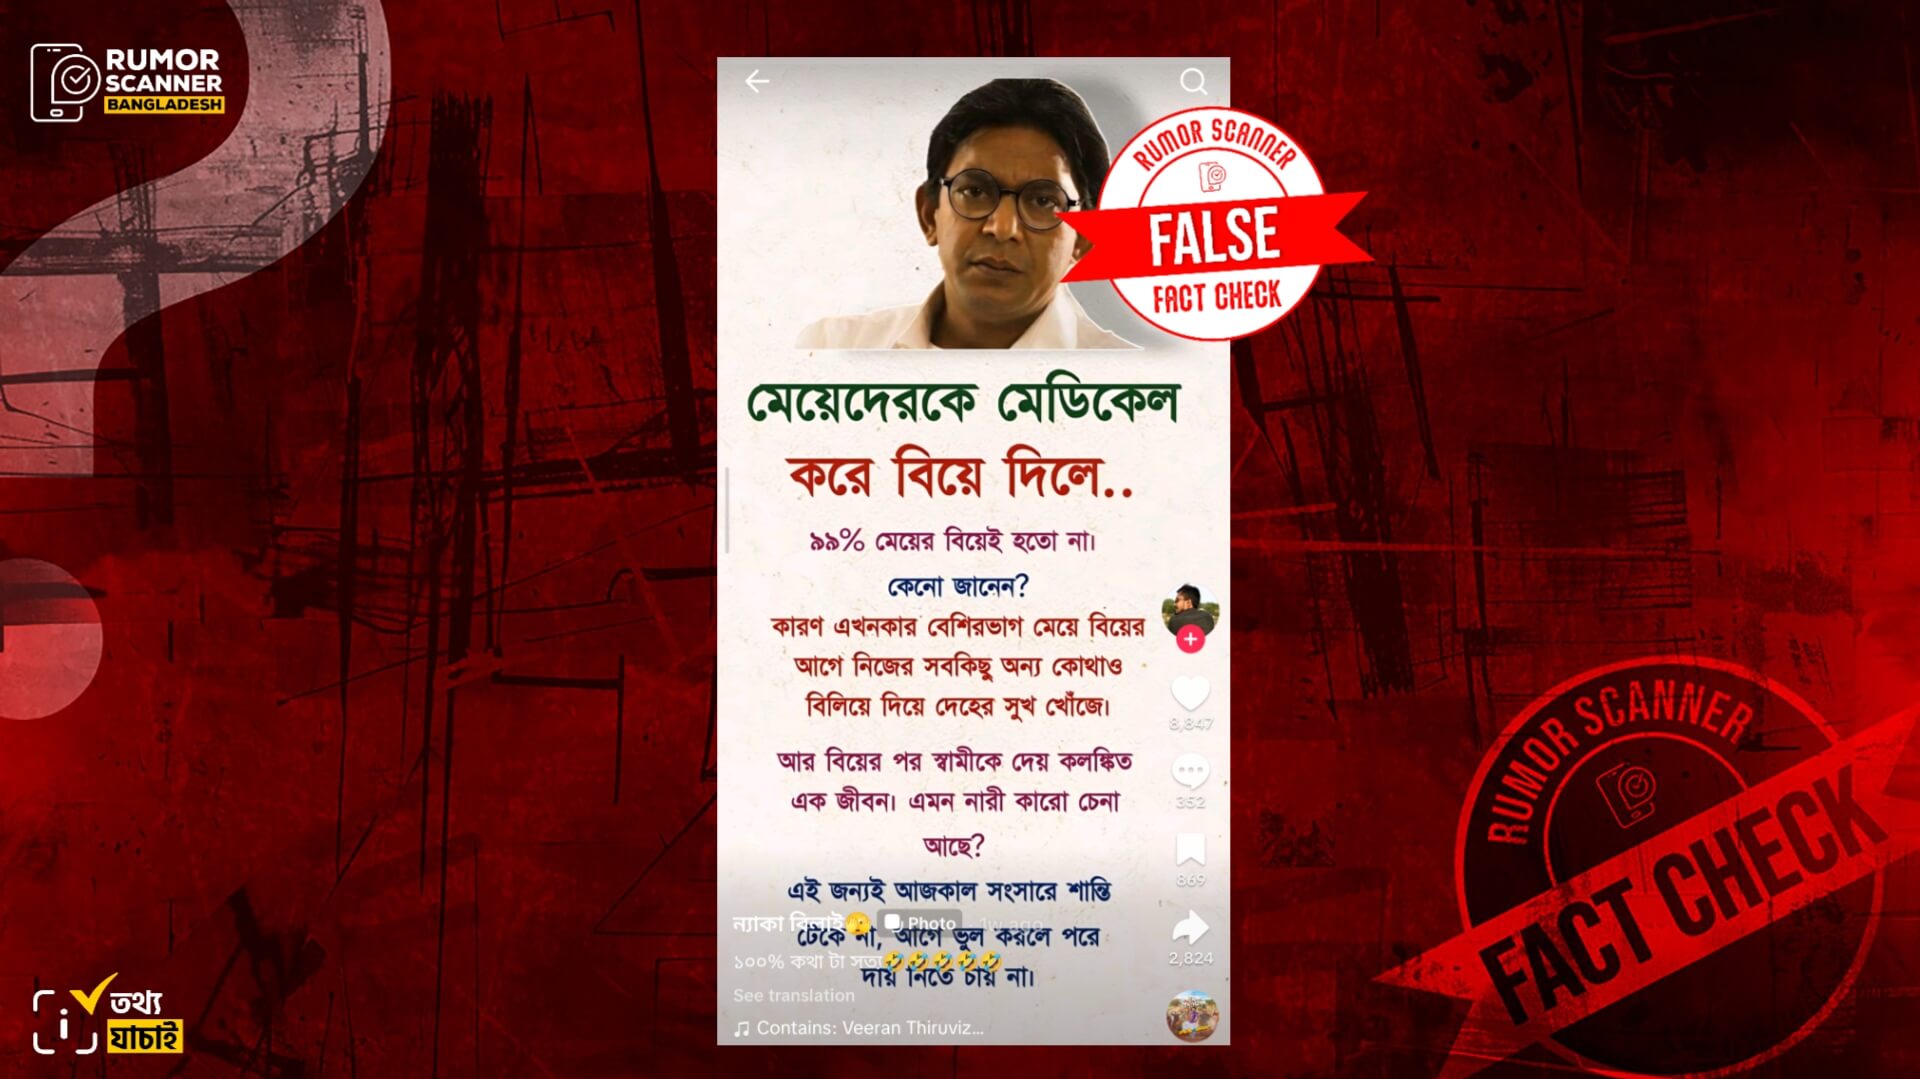 RUMOR
SCANNER
BANGLADESH
RUMOR SCANNER
FALSE
FACT CHECK
মেয়েদেরকে মেডিকেল
করে বিয়ে দিলে..
৯৯% মেয়ের বিয়েই হতো না।
কেনো জানেন?
কারণ এখনকার বেশিরভাগ মেয়ে বিয়ের
আগে নিজের সবকিছু অন্য কোথাও
বিলিয়ে দিয়ে দেহের সুখ খোঁজে।
আর বিয়ের পর স্বামীকে দেয় কলঙ্কিত
এক জীবন। এমন নারী কারো চেনা
আছে?
এই জন্যই আজকাল সংসারে শান্তি
টেকে না, আগে ভুল করলে পরে
দায় নিতে চায় না।
8,847
352
869
2,824
ন্যাকা বিলাই🫣 Photo 1w ago
১০০% কথা টা সত্য🤣🤣🤣🤣🤣
See translation
Contains: Veeran Thiruviz...
RUMOR SCANNER
FACT CHECK
তথ্য
যাচাই